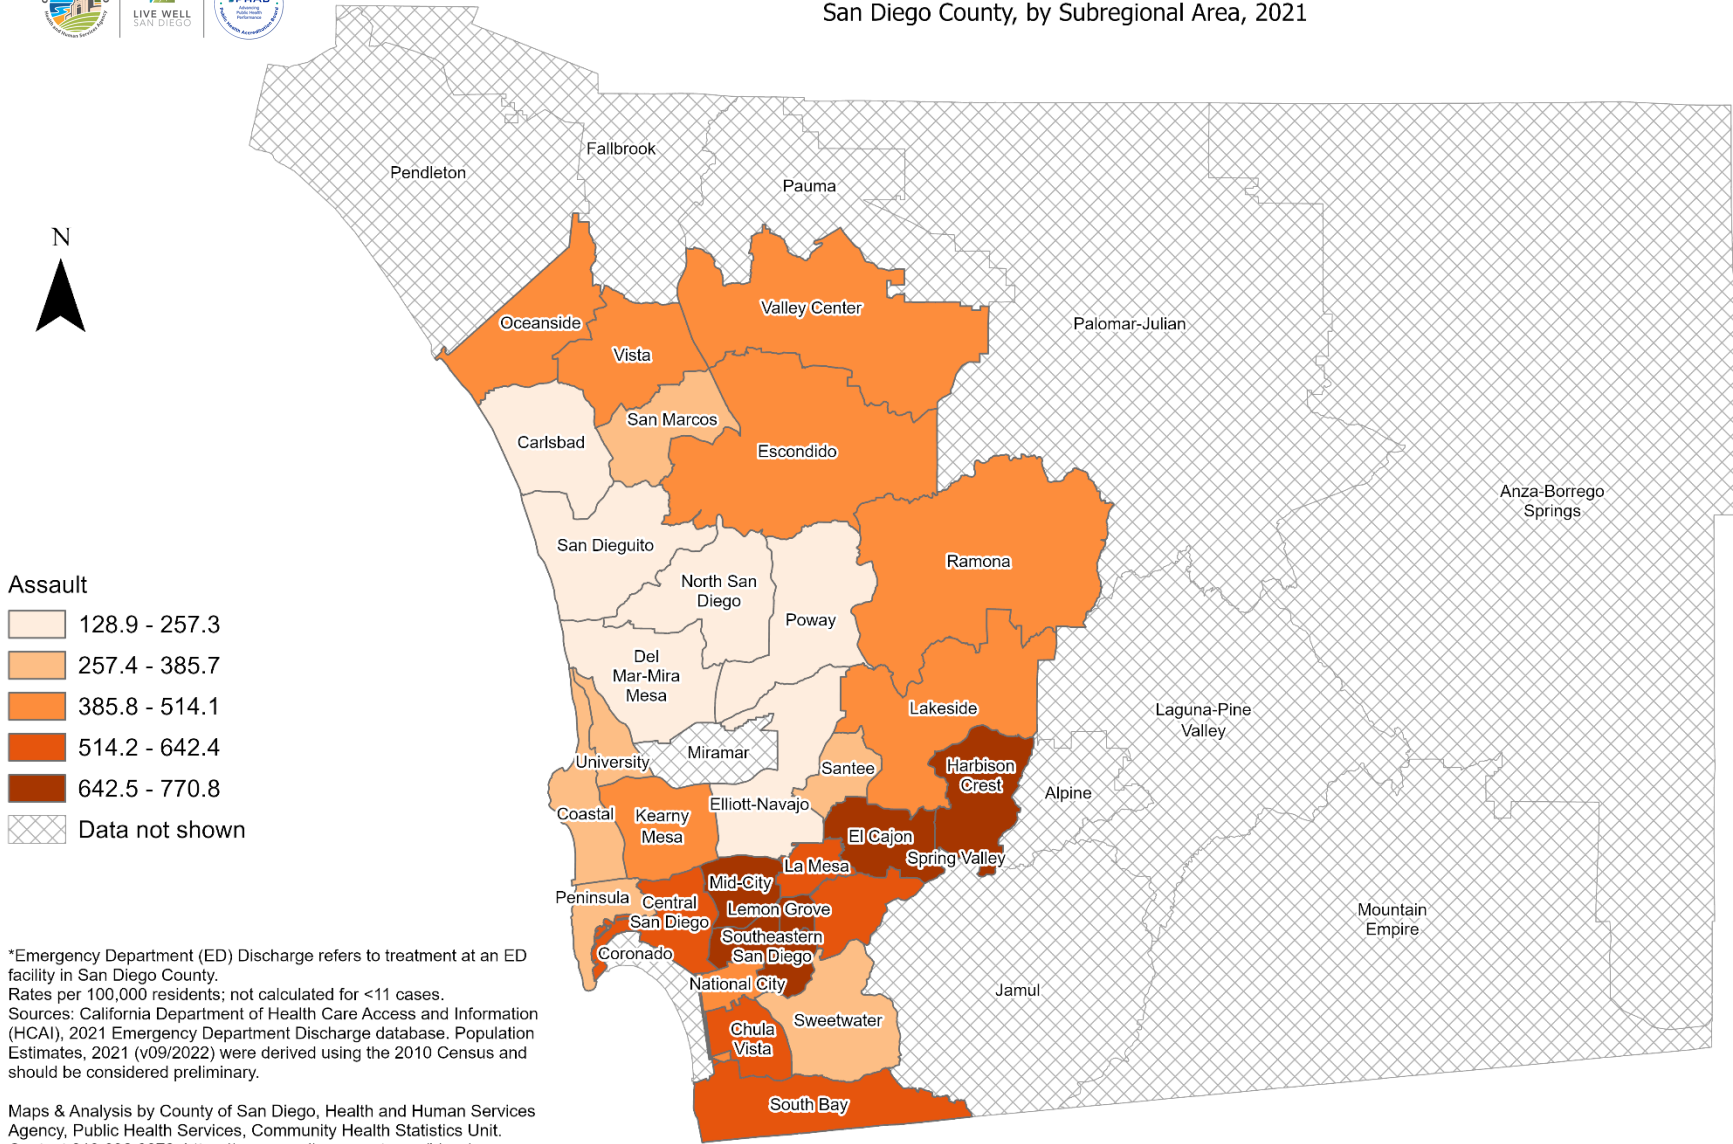 LIVE WELL
SAN DIEGO
Health and Human Services Agency
Advancing
Public Health
Performance
San Diego County, by Subregional Area, 2021
Fallbrook
Pendleton
Pauma
N
Valley Center
Oceanside
Palomar-Julian
Vista
San Marcos
Carlsbad
Escondido
Anza-Borrego
Springs
San Dieguito
Ramona
North San
Diego
Poway
Del
Mar-Mira
Mesa
Lakeside
Laguna-Pine
Valley
Miramar
University
Santee
Harbison
Crest
Alpine
Elliott-Navajo
Coastal
Kearny
Mesa
El Cajon
Spring Valley
La Mesa
Mid-City
Peninsula
Central
San Diego
Lemon Grove
Mountain
Empire
Southeastern
San Diego
Coronado
National City
Jamul
Sweetwater
Chula
Vista
South Bay
Assault
128.9 - 257.3
257.4 - 385.7
385.8 - 514.1
514.2 - 642.4
642.5 - 770.8
Data not shown
*Emergency Department (ED) Discharge refers to treatment at an ED
facility in San Diego County.
Rates per 100,000 residents; not calculated for <11 cases.
Sources: California Department of Health Care Access and Information
(HCAI), 2021 Emergency Department Discharge database. Population
Estimates, 2021 (v09/2022) were derived using the 2010 Census and
should be considered preliminary.
Maps & Analysis by County of San Diego, Health and Human Services
Agency, Public Health Services, Community Health Statistics Unit.